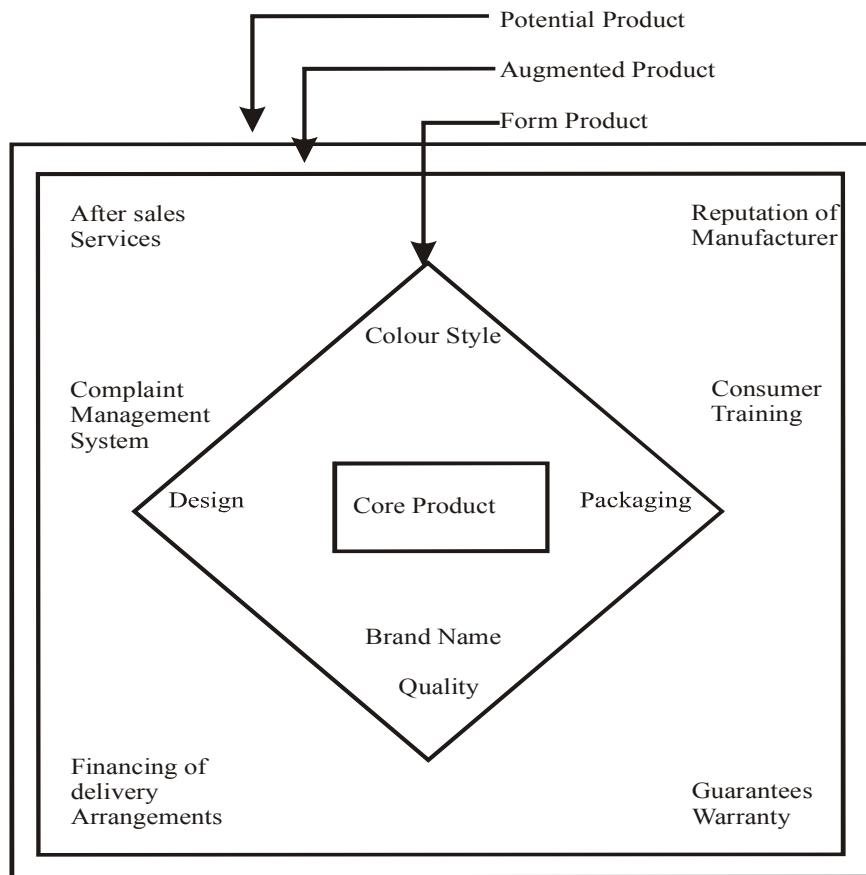 Potential Product
Augmented Product
Form Product
After sales
Services
Reputation of
Manufacturer
Colour Style
Complaint
Management
System
Consumer
Training
Design
Core Product
Packaging
Brand Name
Quality
Financing of
delivery
Arrangements
Guarantees
Warranty